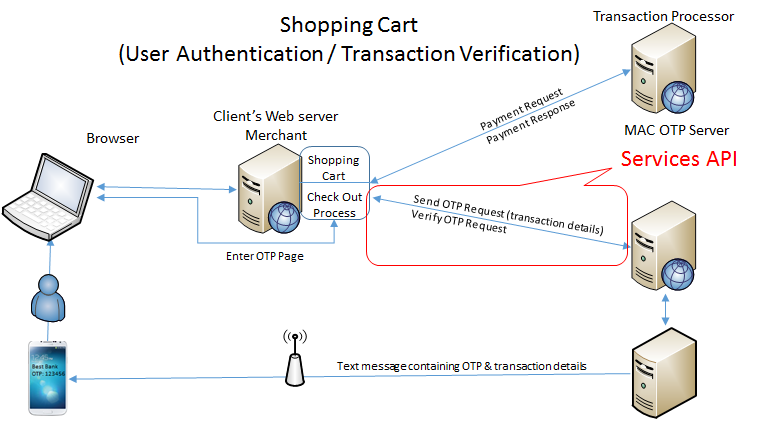 Shopping Cart
(User Authentication / Transaction Verification)
Transaction Processor
Payment Request
Payment Response
Client's Web server
Merchant
Browser
Shopping
Cart
Check Out
Process
MAC OTP Server
Services API
Send OTP Request (transaction details)
Verify OTP Request
Enter OTP Page
Best Bank
OTP: 123456
Text message containing OTP & transaction details